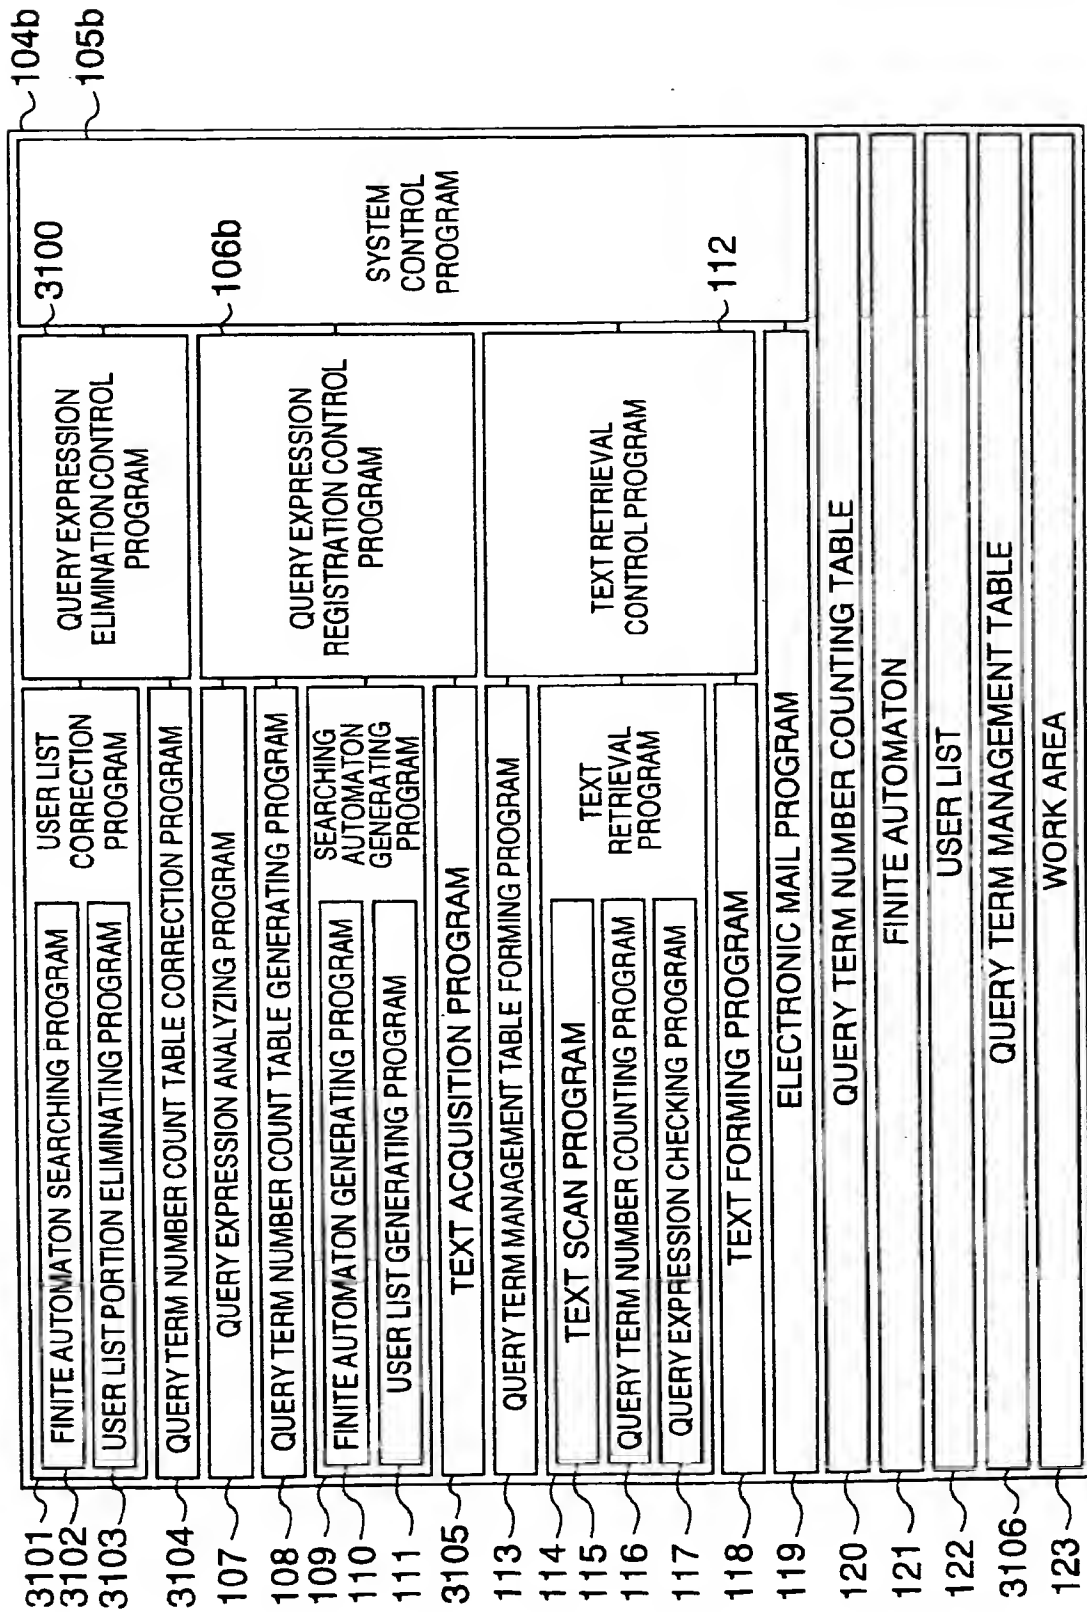 104b
105b
3100
106b
112
SYSTEM
CONTROL
PROGRAM
QUERY EXPRESSION
ELIMINATION CONTROL
PROGRAM
QUERY EXPRESSION
REGISTRATION CONTROL
PROGRAM
TEXT RETRIEVAL
CONTROL PROGRAM
3101
USER LIST
CORRECTION
PROGRAM
3102
FINITE AUTOMATON SEARCHING PROGRAM
3103
USER LIST PORTION ELIMINATING PROGRAM
3104
QUERY TERM NUMBER COUNT TABLE CORRECTION PROGRAM
107
QUERY EXPRESSION ANALYZING PROGRAM
108
QUERY TERM NUMBER COUNT TABLE GENERATING PROGRAM
109
SEARCHING
AUTOMATON
GENERATING
PROGRAM
110
FINITE AUTOMATON GENERATING PROGRAM
111
USER LIST GENERATING PROGRAM
3105
TEXT ACQUISITION PROGRAM
113
QUERY TERM MANAGEMENT TABLE FORMING PROGRAM
114
TEXT
RETRIEVAL
PROGRAM
115
TEXT SCAN PROGRAM
116
QUERY TERM NUMBER COUNTING PROGRAM
117
QUERY EXPRESSION CHECKING PROGRAM
118
TEXT FORMING PROGRAM
119
ELECTRONIC MAIL PROGRAM
120
QUERY TERM NUMBER COUNTING TABLE
121
FINITE AUTOMATON
122
USER LIST
3106
QUERY TERM MANAGEMENT TABLE
123
WORK AREA